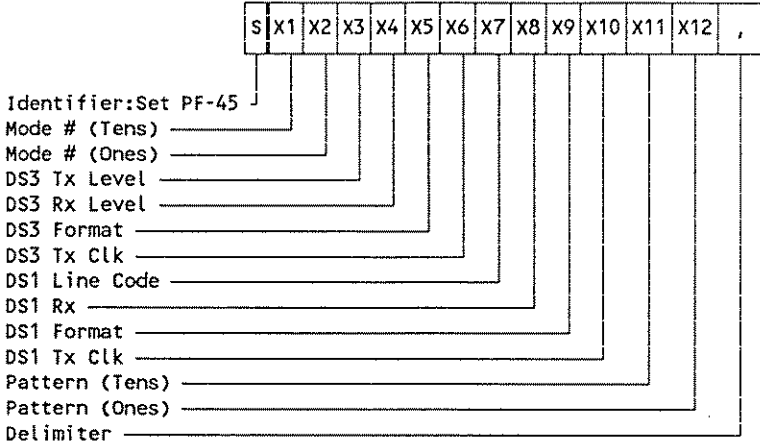 S X1 X2 X3 X4 X5 X6 X7 X8 X9 X10 X11 X12 ,
Identifier:Set PF-45
Mode # (Tens)
Mode # (Ones)
DS3 Tx Level
DS3 Rx Level
DS3 Format
DS3 Tx Clk
DS1 Line Code
DS1 Rx
DS1 Format
DS1 Tx Clk
Pattern (Tens)
Pattern (Ones)
Delimiter